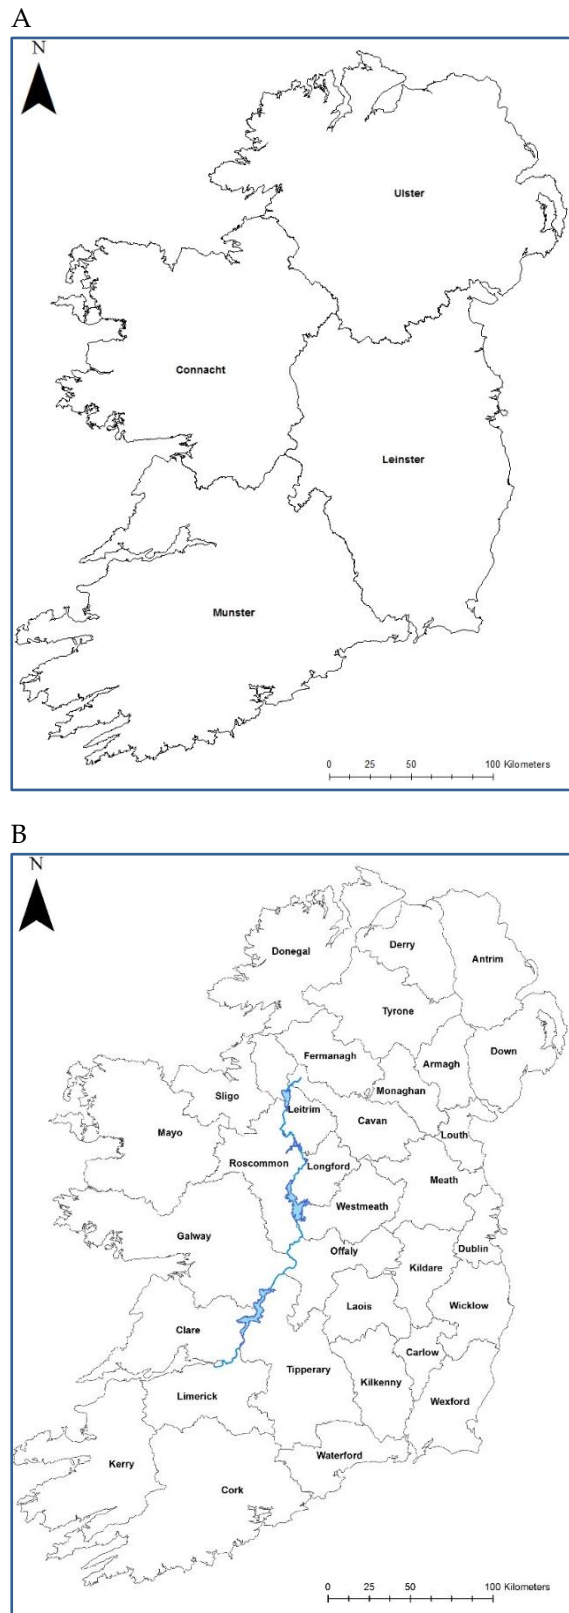 A
N
Ulster
Connacht
Leinster
Munster
0 25 50 100 Kilometers
B
N
Donegal
Derry
Antrim
Tyrone
Fermanagh
Down
Armagh
Monaghan
Sligo
Leitrim
Cavan
Mayo
Louth
Roscommon
Longford
Meath
Westmeath
Galway
Offaly
Dublin
Kildare
Laois
Wicklow
Clare
Carlow
Tipperary
Kilkenny
Limerick
Wexford
Waterford
Kerry
Cork
0 25 50 100 Kilometers